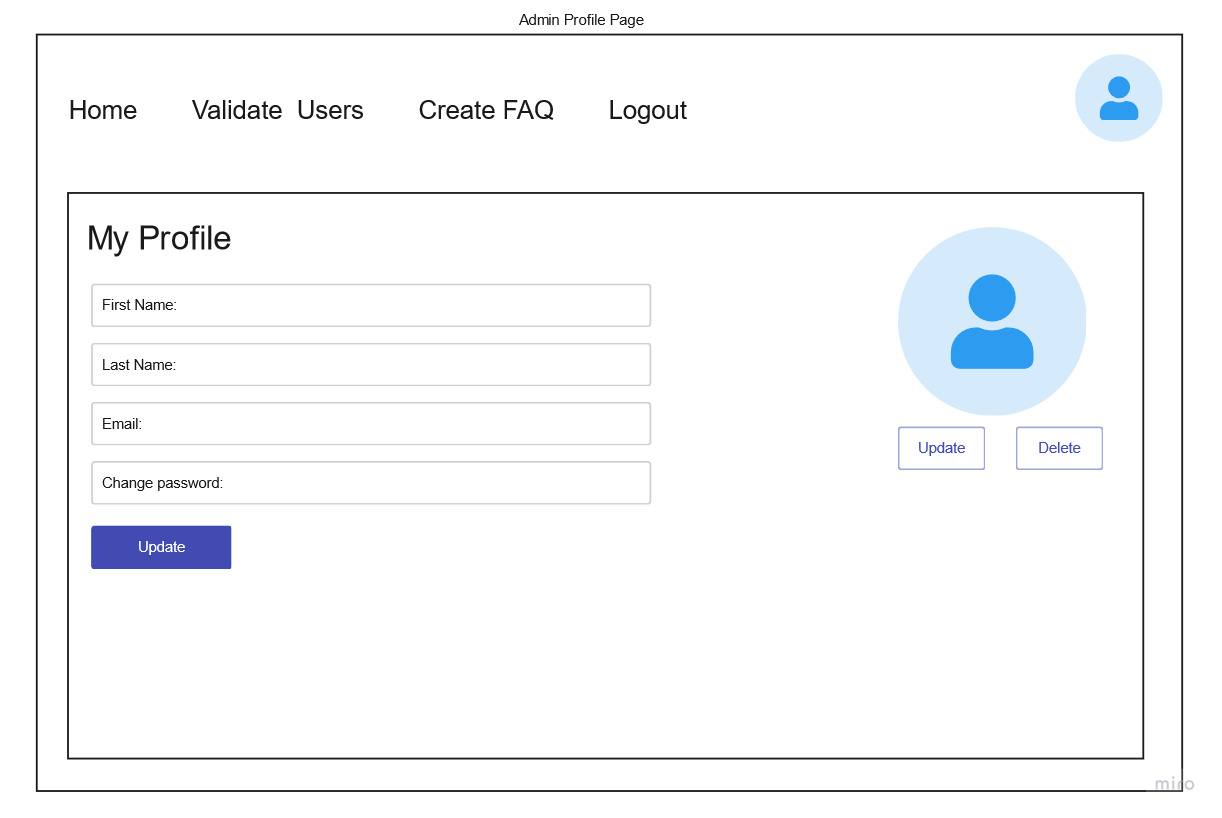 Admin Profile Page
Home Validate Users Create FAQ Logout
My Profile
First Name:
Last Name:
Email:
Change password:
Update
Update Delete
miro